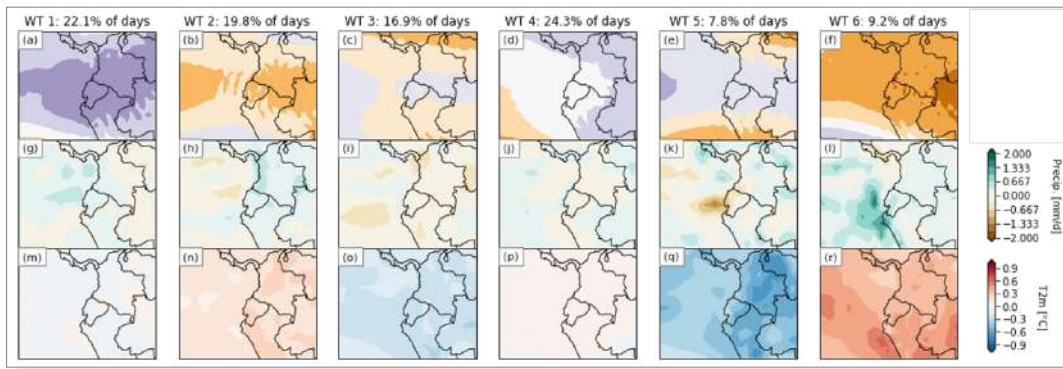 WT 1: 22.1% of days WT 2: 19.8% of days WT 3: 16.9% of days WT 4: 24.3% of days WT 5: 7.8% of days WT 6: 9.2% of days
(a) (b) (c) (d) (e) (f)
(g) (h) (i) (j) (k) (l)
2.000
1.333
0.667
0.000
−0.667
−1.333
−2.000
Precip. [mm/d]
(m) (n) (o) (p) (q) (r)
0.9
0.6
0.3
0.0
−0.3
−0.6
−0.9
T2m [°C]